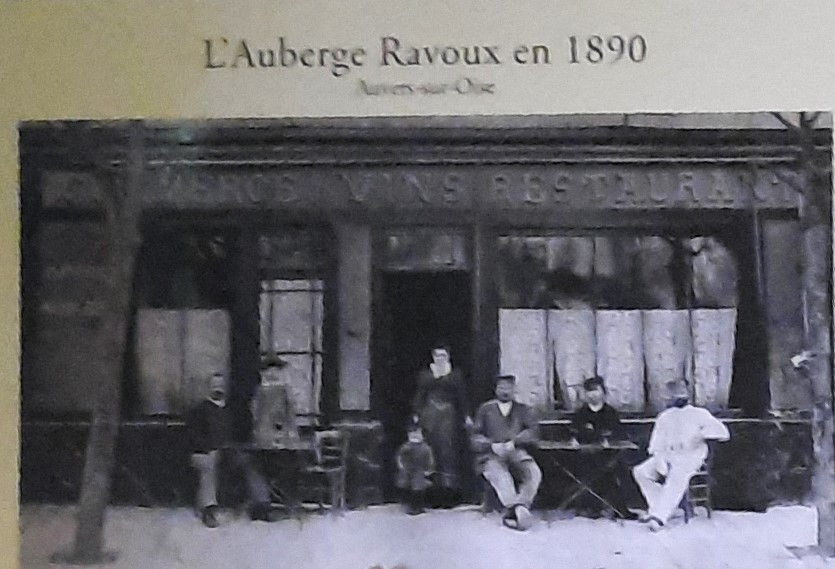 L'Auberge Ravoux en 1890
Auvers-sur-Oise
VINS RESTAURANT